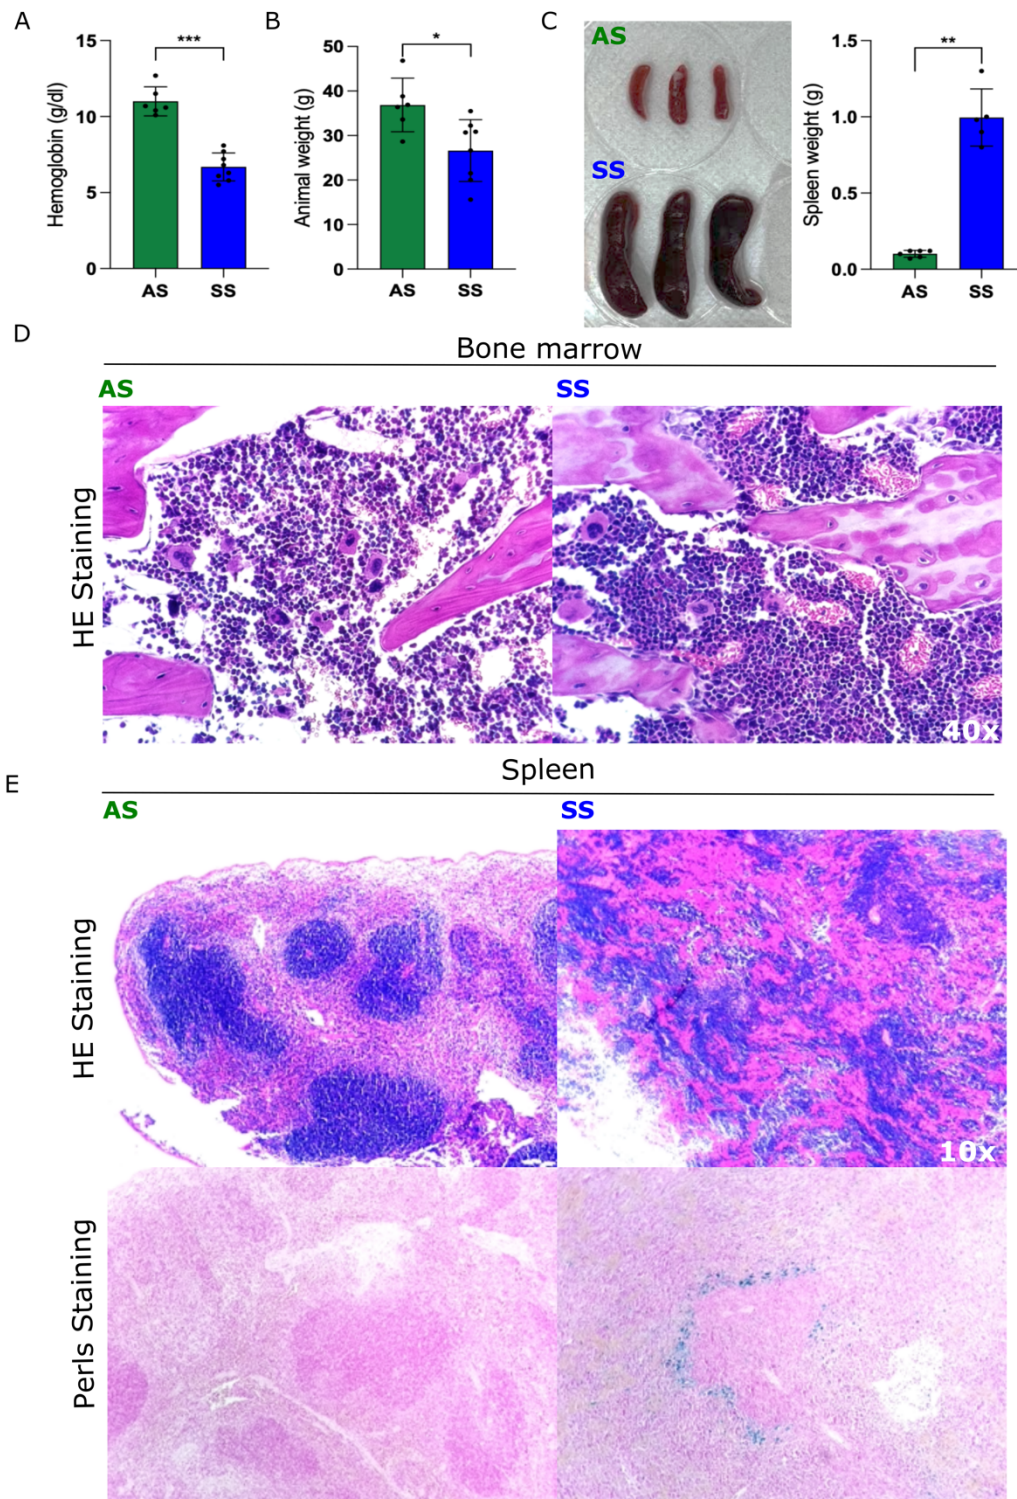 A
Hemoglobin (g/dl)
15
10
5
0
***
AS
SS
B
Animal weight (g)
50
40
30
20
10
0
*
AS
SS
C
AS
SS
Spleen weight (g)
1.5
1.0
0.5
0.0
**
AS
SS
D
Bone marrow
AS
SS
HE Staining
40x
E
Spleen
AS
SS
HE Staining
10x
Perls Staining